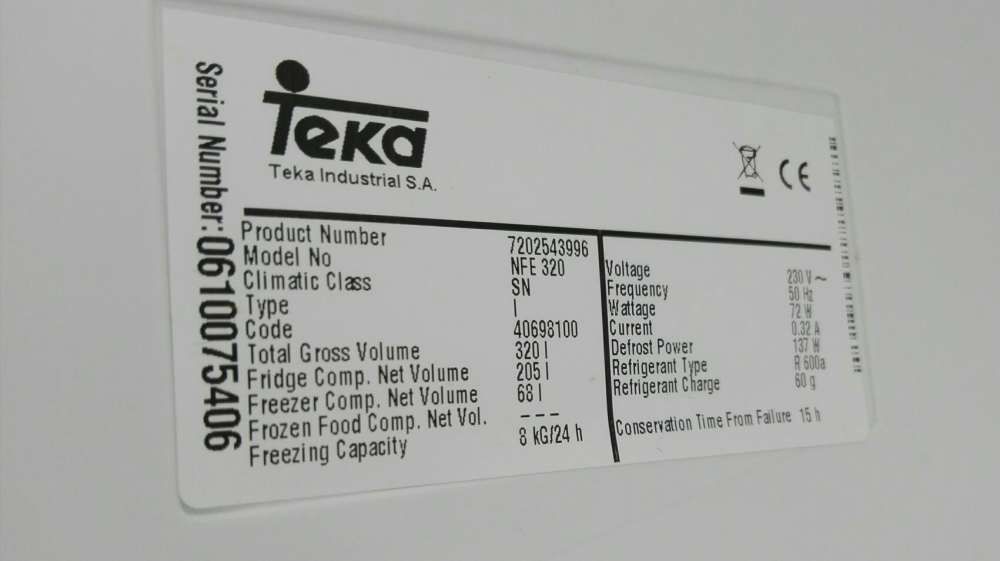 Serial Number: 0610075406
Teka
Teka Industrial S.A.
CE
Product Number 7202543996
Model No NFE 320
Climatic Class SN
Type I
Code 40698100
Total Gross Volume 320 l
Fridge Comp. Net Volume 205 l
Freezer Comp. Net Volume 68 l
Frozen Food Comp. Net Vol. ---
Freezing Capacity 8 kG/24 h
Voltage 230 V ~
Frequency 50 Hz
Wattage 72 W
Current 0.32 A
Defrost Power 137 W
Refrigerant Type R 600a
Refrigerant Charge 60 g
Conservation Time From Failure 15 h